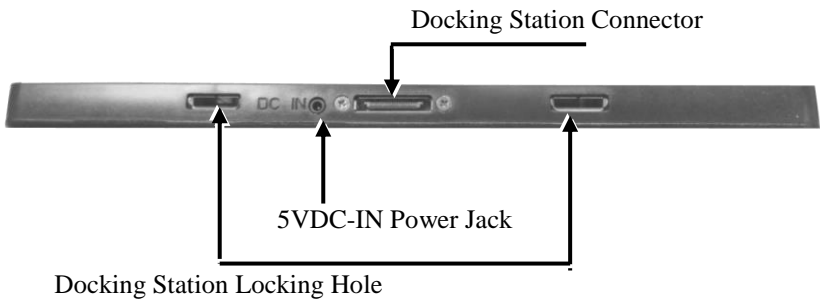 Docking Station Connector
DC IN
5VDC-IN Power Jack
Docking Station Locking Hole